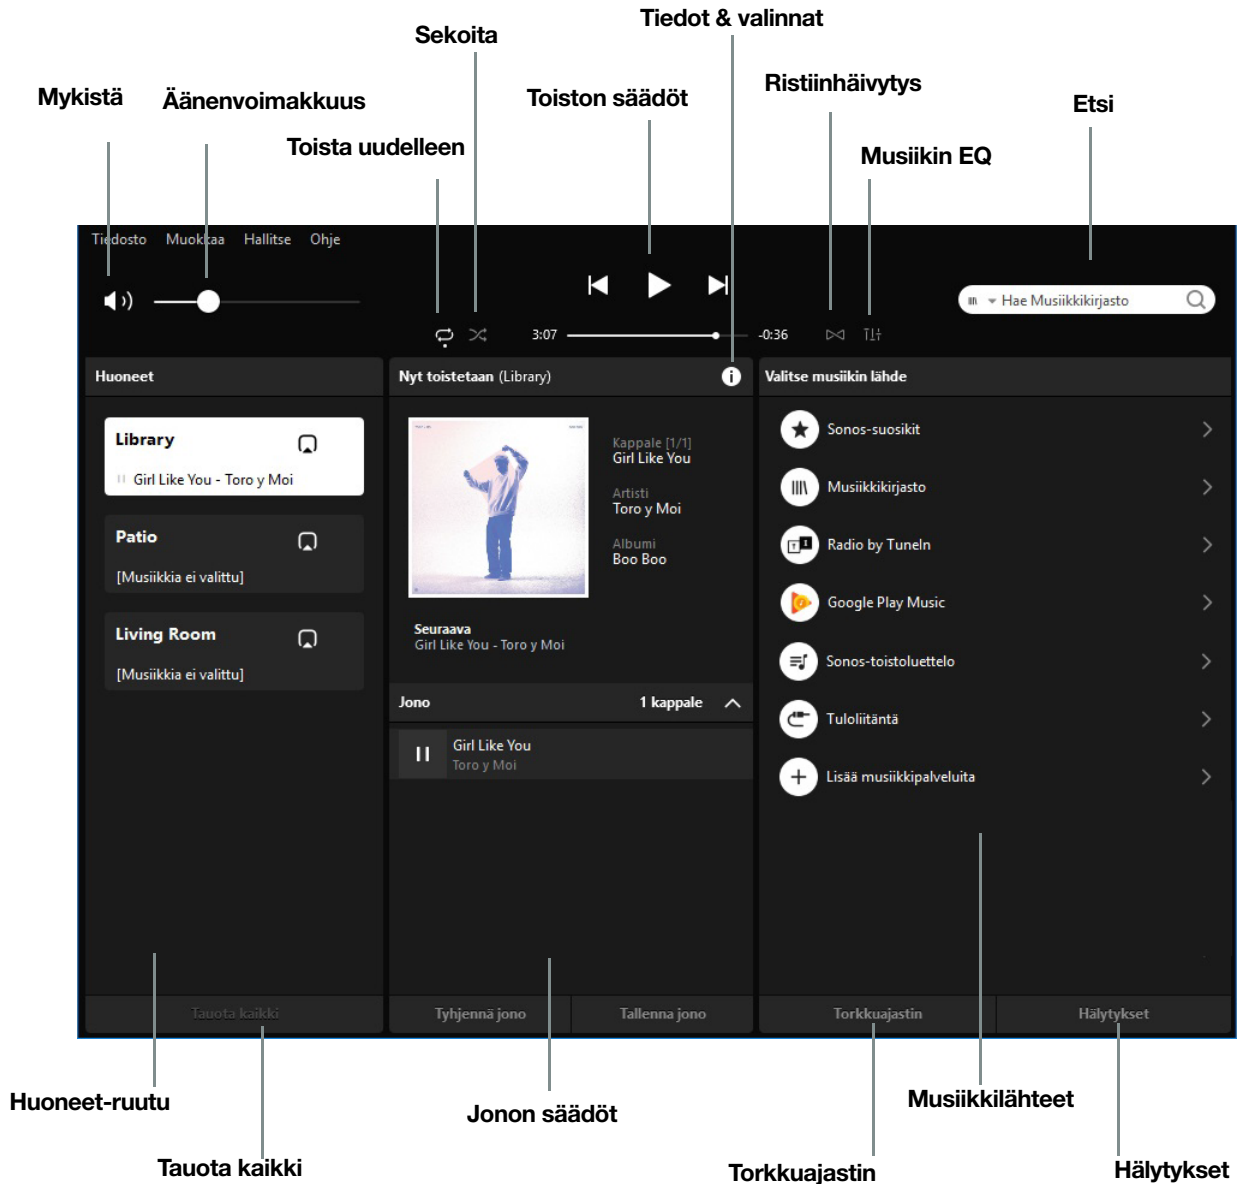 Tiedot & valinnat
Sekoita
Mykistä
Äänenvoimakkuus
Toiston säädöt
Ristiinhäivytys
Etsi
Toista uudelleen
Musiikin EQ
Tiedosto Muokkaa Hallitse Ohje
Hae Musiikkikirjasto
3:07
-0:36
Huoneet
Library
Girl Like You - Toro y Moi
Patio
[Musiikkia ei valittu]
Living Room
[Musiikkia ei valittu]
Tauota kaikki
Nyt toistetaan (Library)
Kappale [1/1]
Girl Like You
Artisti
Toro y Moi
Albumi
Boo Boo
Seuraava
Girl Like You - Toro y Moi
Jono 1 kappale
Girl Like You
Toro y Moi
Tyhjennä jono Tallenna jono
Valitse musiikin lähde
Sonos-suosikit
Musiikkikirjasto
Radio by TuneIn
Google Play Music
Sonos-toistoluettelo
Tuloliitäntä
Lisää musiikkipalveluita
Torkkuajastin Hälytykset
Huoneet-ruutu
Jonon säädöt
Musiikkilähteet
Tauota kaikki
Torkkuajastin
Hälytykset